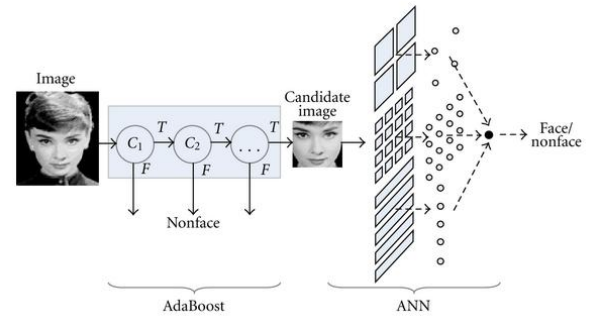 Image
C1
T
C2
T
. . .
T
F
F
F
Nonface
Candidate
image
Face/
nonface
AdaBoost
ANN